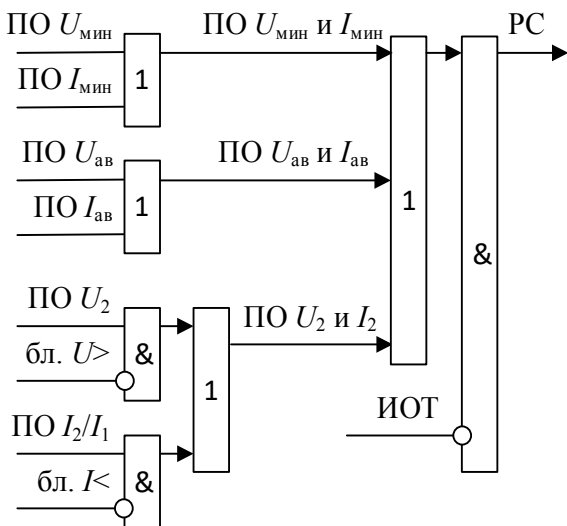 ПО Uмин
ПО Uмин и Iмин
РС
ПО Iмин
1
ПО Uав
ПО Uав и Iав
ПО Iав
1
1
&
ПО U2
ПО U2 и I2
бл. U>
&
1
ИОТ
ПО I2/I1
бл. I<
&